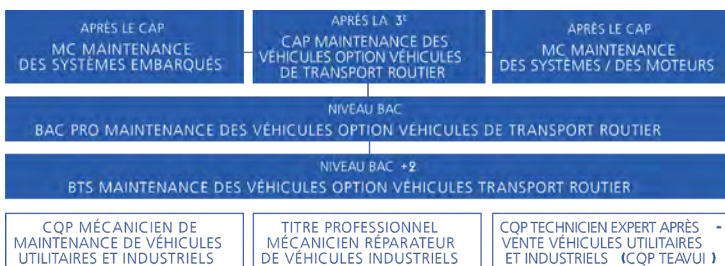 APRÈS LE CAP
MC MAINTENANCE
DES SYSTÈMES EMBARQUÉS
APRÈS LA 3E
CAP MAINTENANCE DES
VÉHICULES OPTION VÉHICULES
DE TRANSPORT ROUTIER
APRÈS LE CAP
MC MAINTENANCE
DES SYSTÈMES / DES MOTEURS
NIVEAU BAC
BAC PRO MAINTENANCE DES VÉHICULES OPTION VÉHICULES DE TRANSPORT ROUTIER
NIVEAU BAC +2
BTS MAINTENANCE DES VÉHICULES OPTION VÉHICULES TRANSPORT ROUTIER
CQP MÉCANICIEN DE
MAINTENANCE DE VÉHICULES
UTILITAIRES ET INDUSTRIELS
TITRE PROFESSIONNEL
MÉCANICIEN RÉPARATEUR
DE VÉHICULES INDUSTRIELS
CQP TECHNICIEN EXPERT APRÈS -
VENTE VÉHICULES UTILITAIRES
ET INDUSTRIELS (CQP TEAVUI )